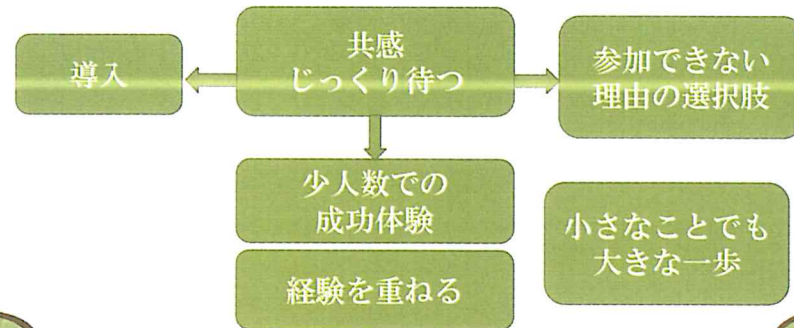 導入
共感
じっくり待つ
参加できない
理由の選択肢
少人数での
成功体験
小さなことでも
大きな一歩
経験を重ねる